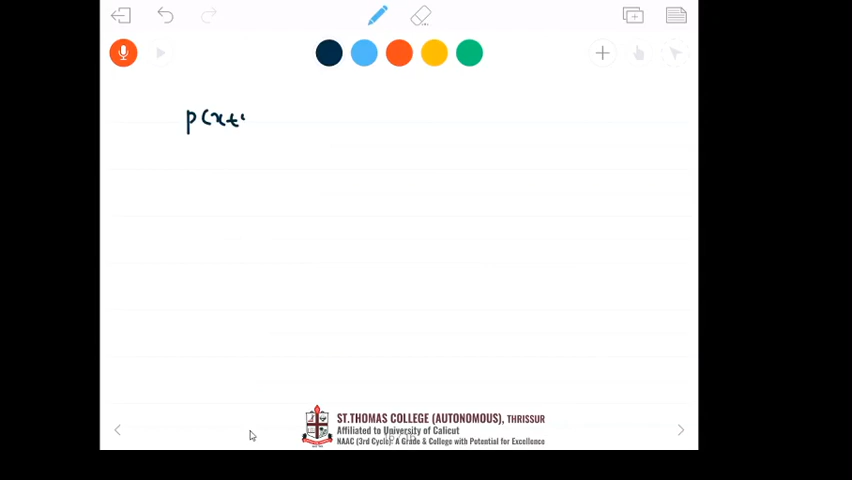 p(x+
ST.THOMAS COLLEGE (AUTONOMOUS), THRISSUR
Affiliated to University of Calicut
NAAC (3rd Cycle): A Grade & College with Potential for Excellence